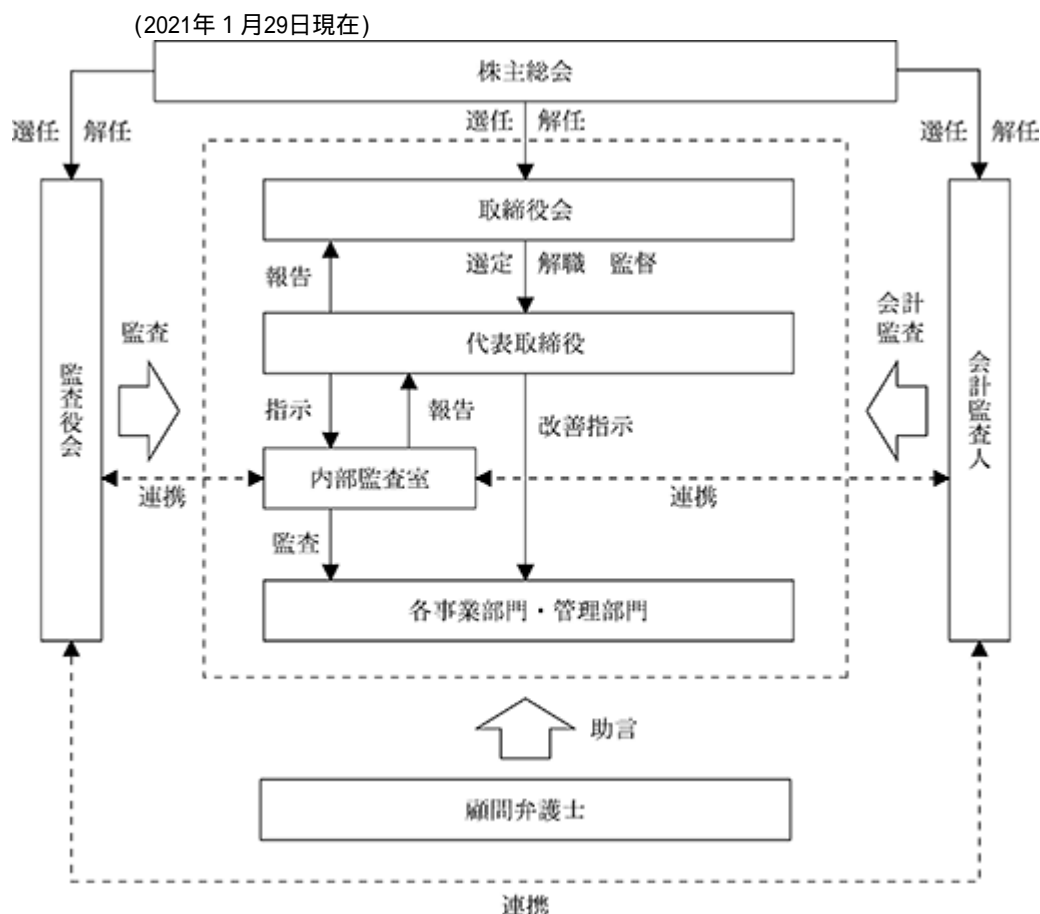 (2021年１月29日現在)
株主総会
選任 解任
選任 解任
選任 解任
取締役会
報告
選定 解職 監督
会計
監査
監査
代表取締役
監査役会
会計監査人
指示
報告
改善指示
内部監査室
連携
連携
監査
各事業部門・管理部門
助言
顧問弁護士
連携